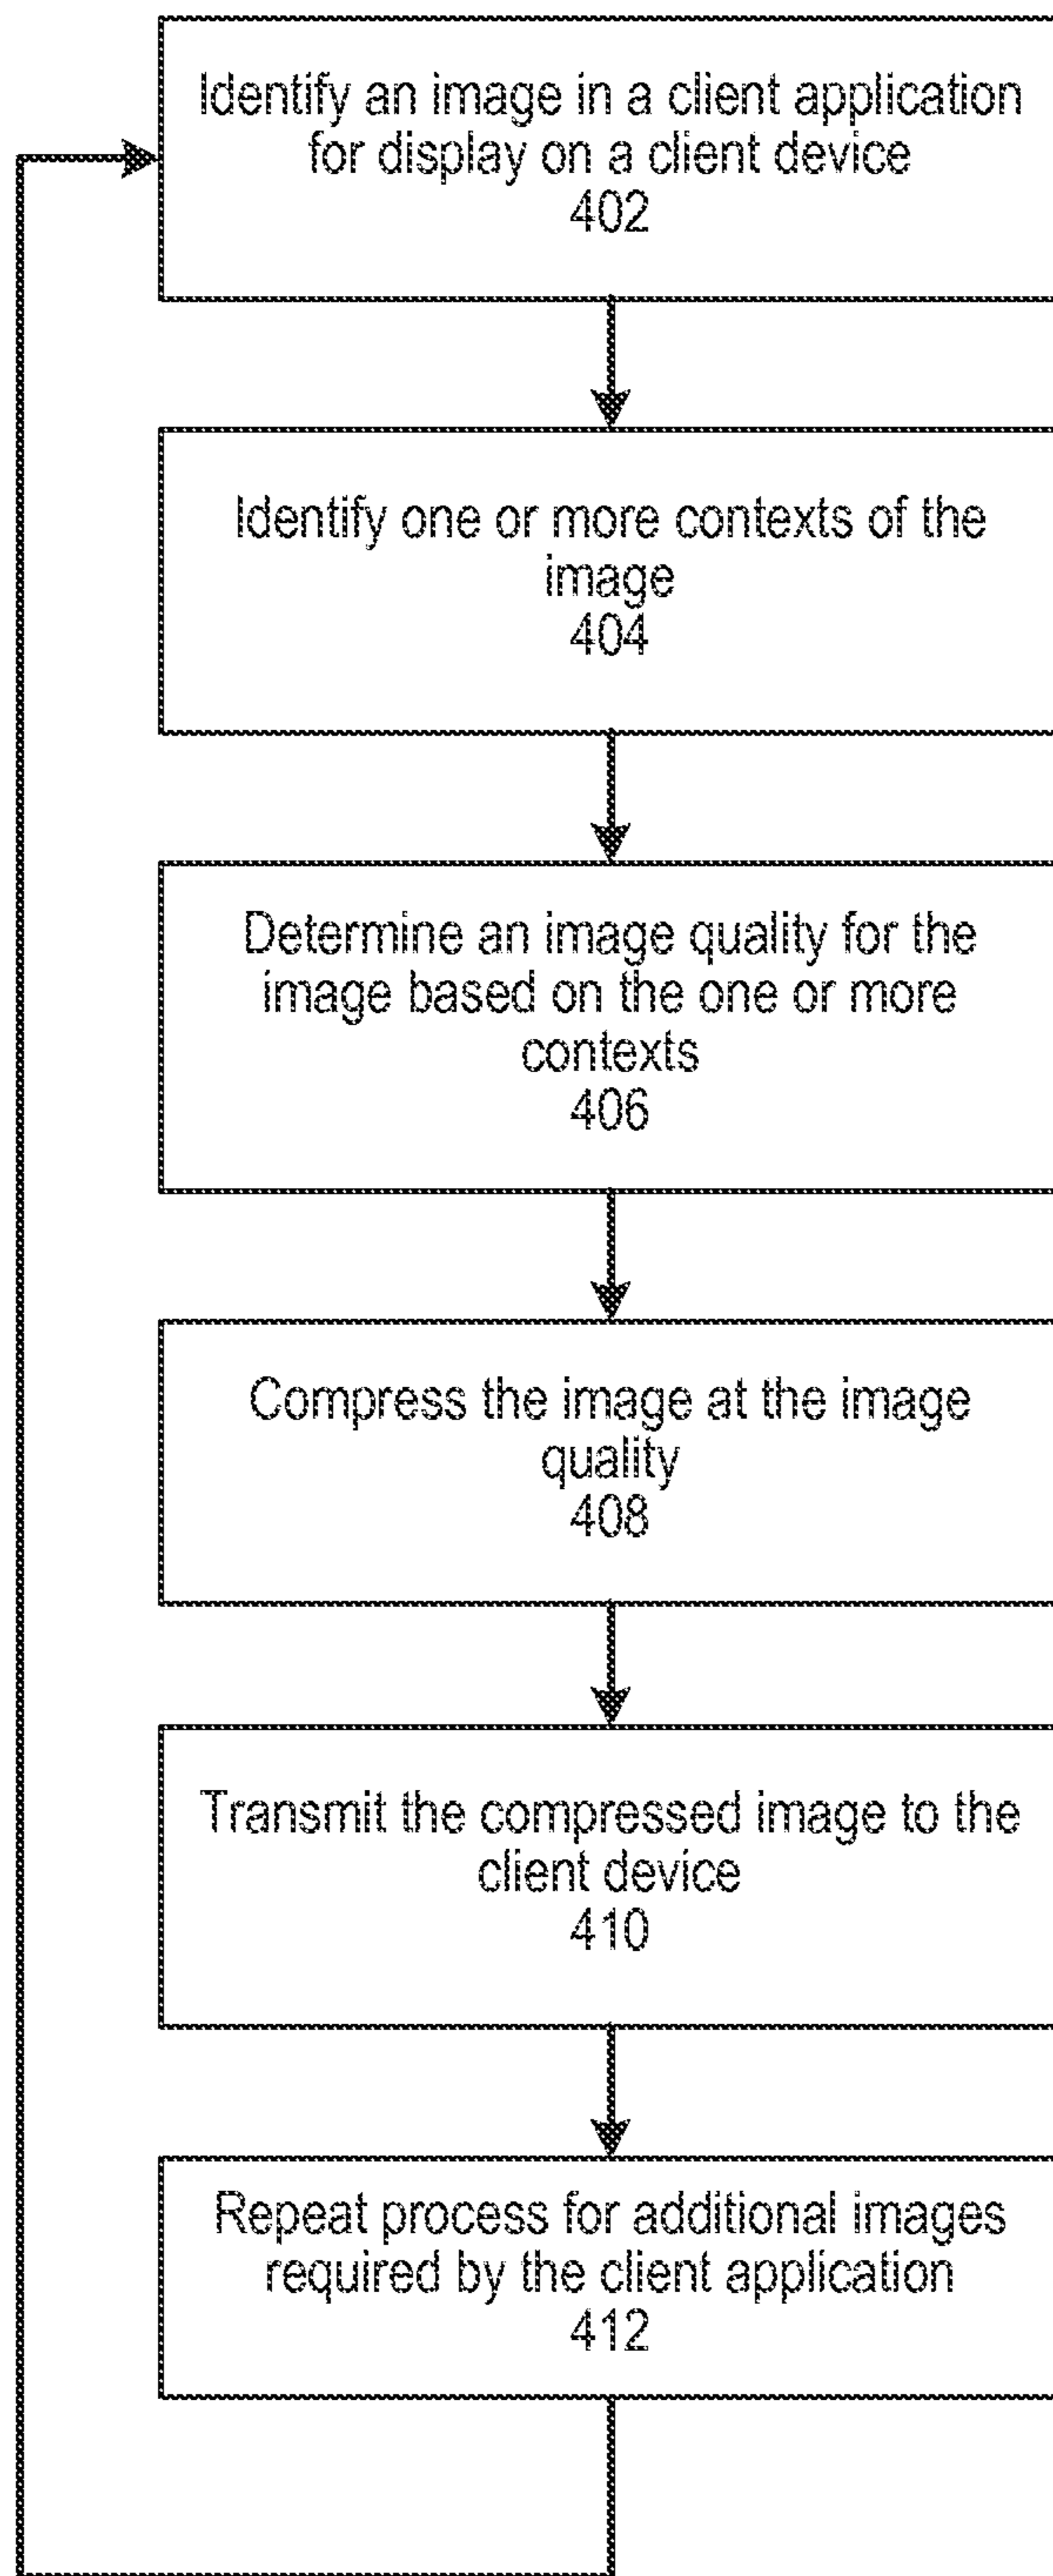 Identify an image in a client application
for display on a client device
402
Identify one or more contexts of the
image
404
Determine an image quality for the
image based on the one or more
contexts
406
Compress the image at the image
quality
408
Transmit the compressed image to the
client device
410
Repeat process for additional images
required by the client application
412